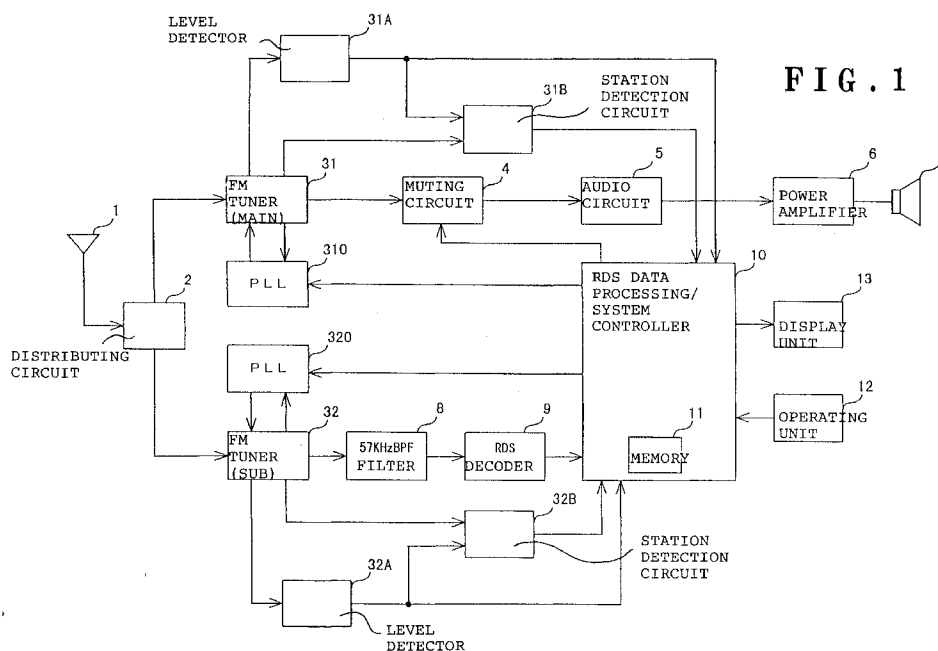 FIG.1
LEVEL
DETECTOR
31A
STATION
DETECTION
CIRCUIT
31B
31
FM
TUNER
(MAIN)
4
MUTING
CIRCUIT
5
AUDIO
CIRCUIT
6
POWER
AMPLIFIER
1
2
DISTRIBUTING
CIRCUIT
310
PLL
10
RDS DATA
PROCESSING/
SYSTEM
CONTROLLER
13
DISPLAY
UNIT
320
PLL
12
OPERATING
UNIT
11
MEMORY
32
FM
TUNER
(SUB)
8
57KHzBPF
FILTER
9
RDS
DECODER
32B
STATION
DETECTION
CIRCUIT
32A
LEVEL
DETECTOR